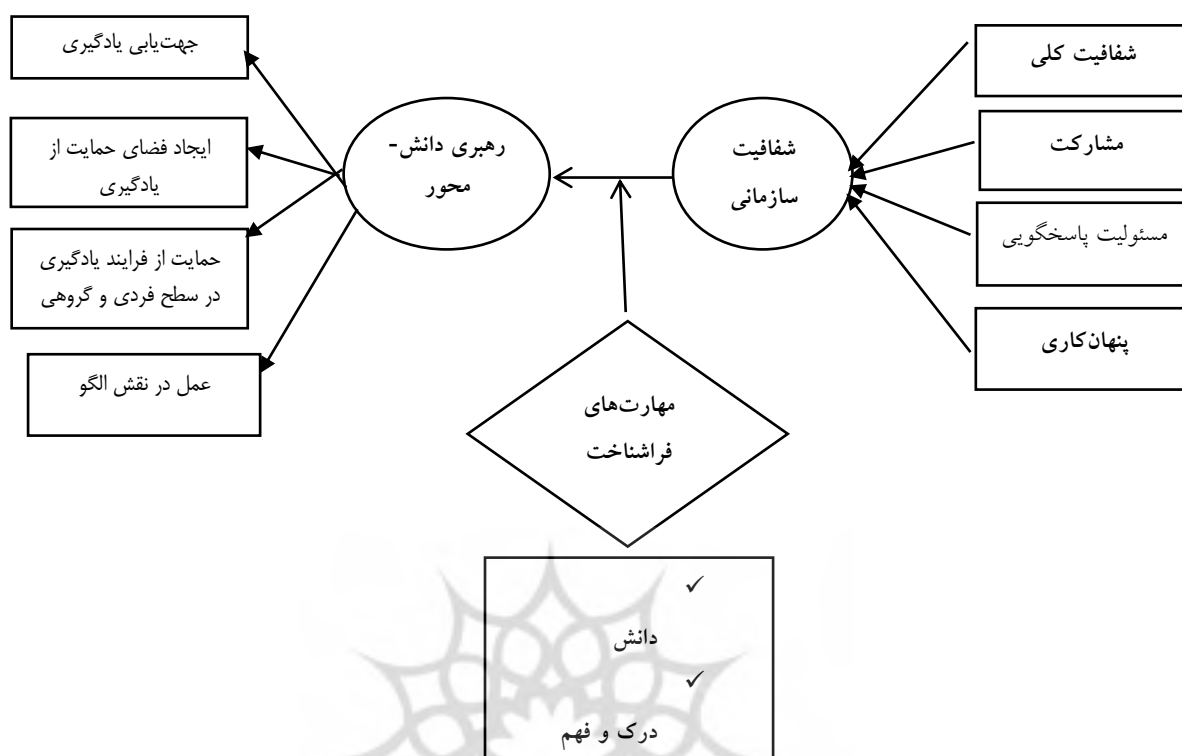 شفافیت کلی
مشارکت
مسئولیت پاسخگویی
پنهان‌کاری
شفافیت
سازمانی
رهبری دانش-
محور
جهت‌یابی یادگیری
ایجاد فضای حمایت از
یادگیری
حمایت از فرایند یادگیری
در سطح فردی و گروهی
عمل در نقش الگو
مهارت‌های
فراشناخت
✓
دانش
✓
درک و فهم